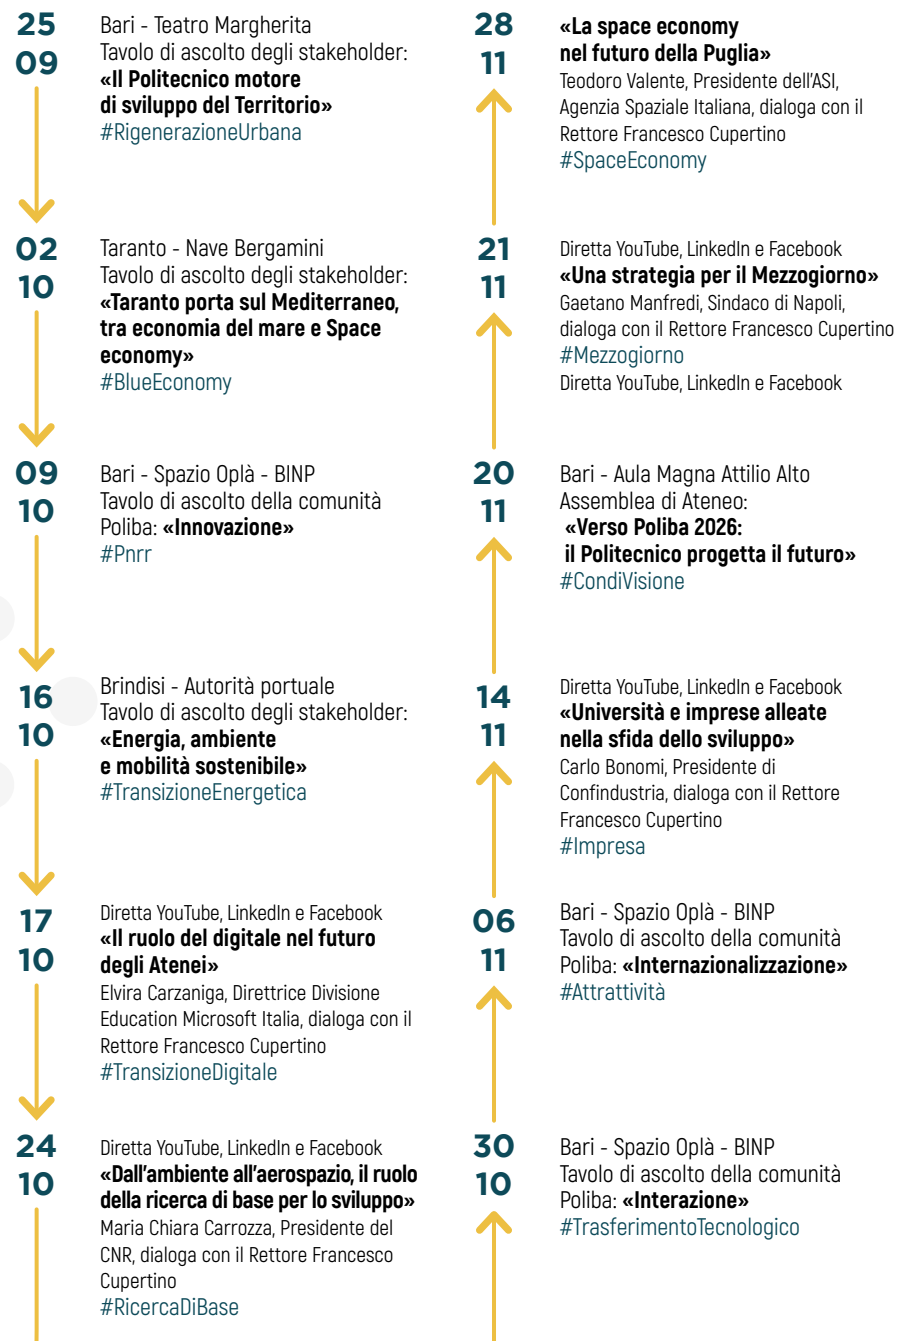 25
09
Bari - Teatro Margherita
Tavolo di ascolto degli stakeholder:
«Il Politecnico motore
di sviluppo del Territorio»
#RigenerazioneUrbana
02
10
Taranto - Nave Bergamini
Tavolo di ascolto degli stakeholder:
«Taranto porta sul Mediterraneo,
tra economia del mare e Space
economy»
#BlueEconomy
09
10
Bari - Spazio Oplà - BINP
Tavolo di ascolto della comunità
Poliba: «Innovazione»
#Pnrr
16
10
Brindisi - Autorità portuale
Tavolo di ascolto degli stakeholder:
«Energia, ambiente
e mobilità sostenibile»
#TransizioneEnergetica
17
10
Diretta YouTube, LinkedIn e Facebook
«Il ruolo del digitale nel futuro
degli Atenei»
Elvira Carzaniga, Direttrice Divisione
Education Microsoft Italia, dialoga con il
Rettore Francesco Cupertino
#TransizioneDigitale
24
10
Diretta YouTube, LinkedIn e Facebook
«Dall'ambiente all'aerospazio, il ruolo
della ricerca di base per lo sviluppo»
Maria Chiara Carrozza, Presidente del
CNR, dialoga con il Rettore Francesco
Cupertino
#RicercaDiBase
30
10
Bari - Spazio Oplà - BINP
Tavolo di ascolto della comunità
Poliba: «Interazione»
#TrasferimentoTecnologico
06
11
Bari - Spazio Oplà - BINP
Tavolo di ascolto della comunità
Poliba: «Internazionalizzazione»
#Attrattività
14
11
Diretta YouTube, LinkedIn e Facebook
«Università e imprese alleate
nella sfida dello sviluppo»
Carlo Bonomi, Presidente di
Confindustria, dialoga con il Rettore
Francesco Cupertino
#Impresa
20
11
Bari - Aula Magna Attilio Alto
Assemblea di Ateneo:
«Verso Poliba 2026:
il Politecnico progetta il futuro»
#CondiVisione
21
11
Diretta YouTube, LinkedIn e Facebook
«Una strategia per il Mezzogiorno»
Gaetano Manfredi, Sindaco di Napoli,
dialoga con il Rettore Francesco Cupertino
#Mezzogiorno
Diretta YouTube, LinkedIn e Facebook
28
11
«La space economy
nel futuro della Puglia»
Teodoro Valente, Presidente dell'ASI,
Agenzia Spaziale Italiana, dialoga con il
Rettore Francesco Cupertino
#SpaceEconomy